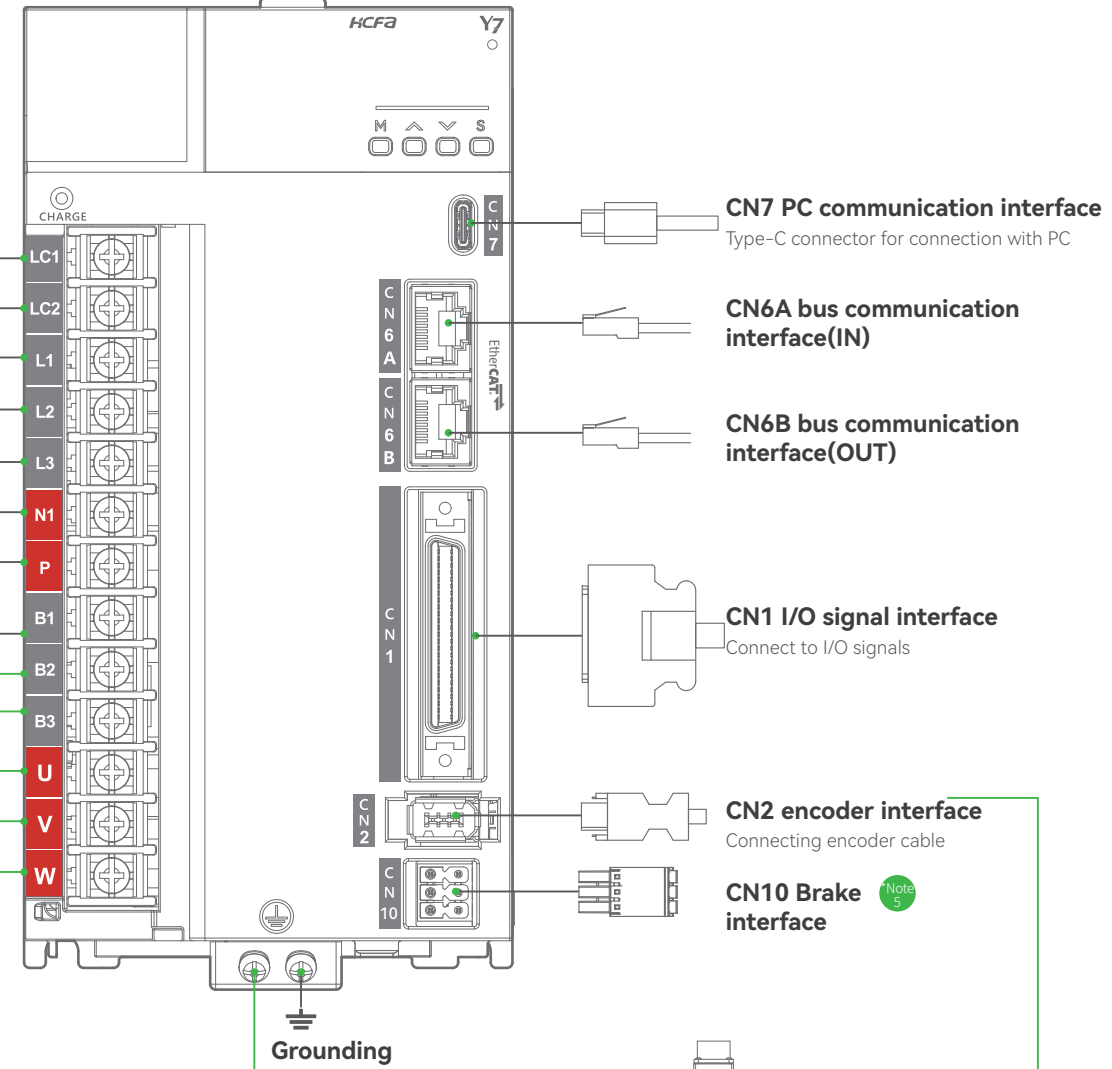 HCFA
Y7
M
S
CHARGE
LC1
LC2
L1
L2
L3
N1
P
B1
B2
B3
U
V
W
CN7
CN6A
EtherCAT
CN6B
CN1
CN2
CN10
CN7 PC communication interface
Type-C connector for connection with PC
CN6A bus communication
interface(IN)
CN6B bus communication
interface(OUT)
CN1 I/O signal interface
Connect to I/O signals
CN2 encoder interface
Connecting encoder cable
CN10 Brake
interface
*Note
5
Grounding